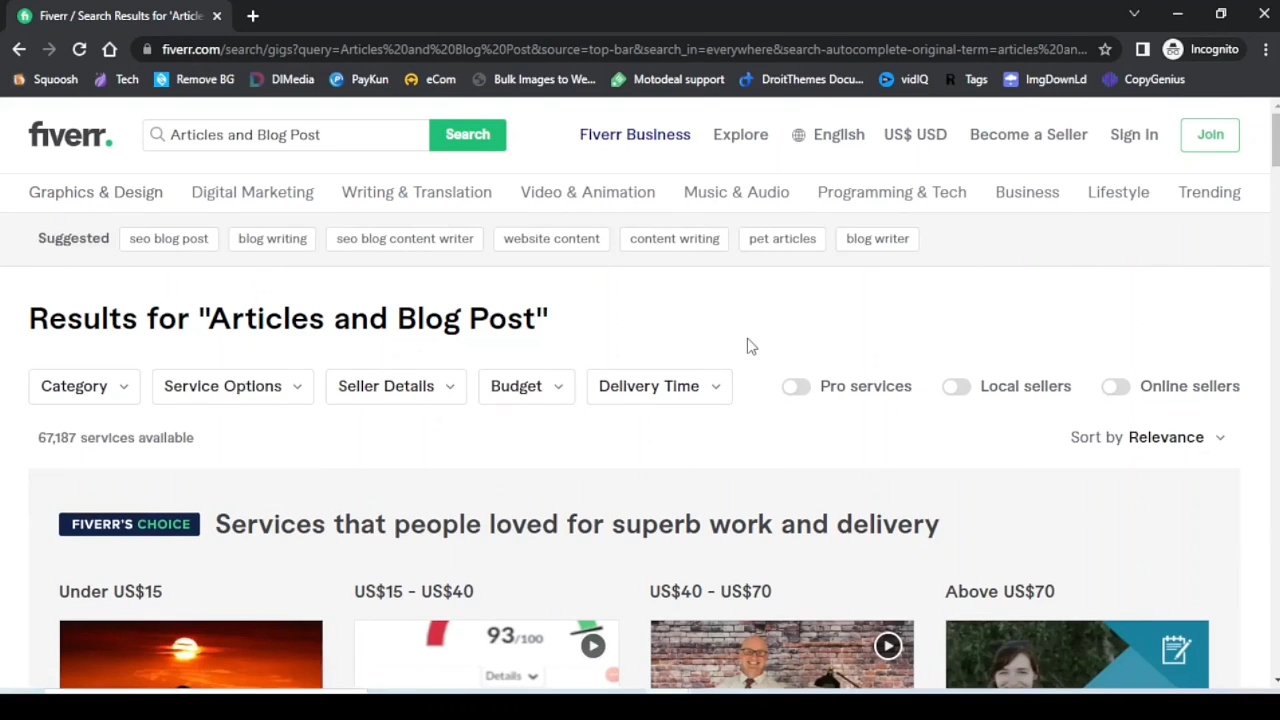 Fiverr / Search Results for 'Article
fiverr.com/search/gigs?query=Articles%20and%20Blog%20Post&source=top-bar&search_in=everywhere&search-autocomplete-original-term=articles%20an...
Incognito
Squoosh Tech Remove BG DIMedia PayKun eCom Bulk Images to We... Motodeal support DroitThemes Docu... vidIQ Tags ImgDownLd CopyGenius
fiverr. Articles and Blog Post Search Fiverr Business Explore English US$ USD Become a Seller Sign In Join
Graphics & Design Digital Marketing Writing & Translation Video & Animation Music & Audio Programming & Tech Business Lifestyle Trending
Suggested seo blog post blog writing seo blog content writer website content content writing pet articles blog writer
Results for "Articles and Blog Post"
Category Service Options Seller Details Budget Delivery Time Pro services Local sellers Online sellers
67,187 services available Sort by Relevance
FIVERR'S CHOICE Services that people loved for superb work and delivery
Under US$15 US$15 - US$40 US$40 - US$70 Above US$70
93/100
Details